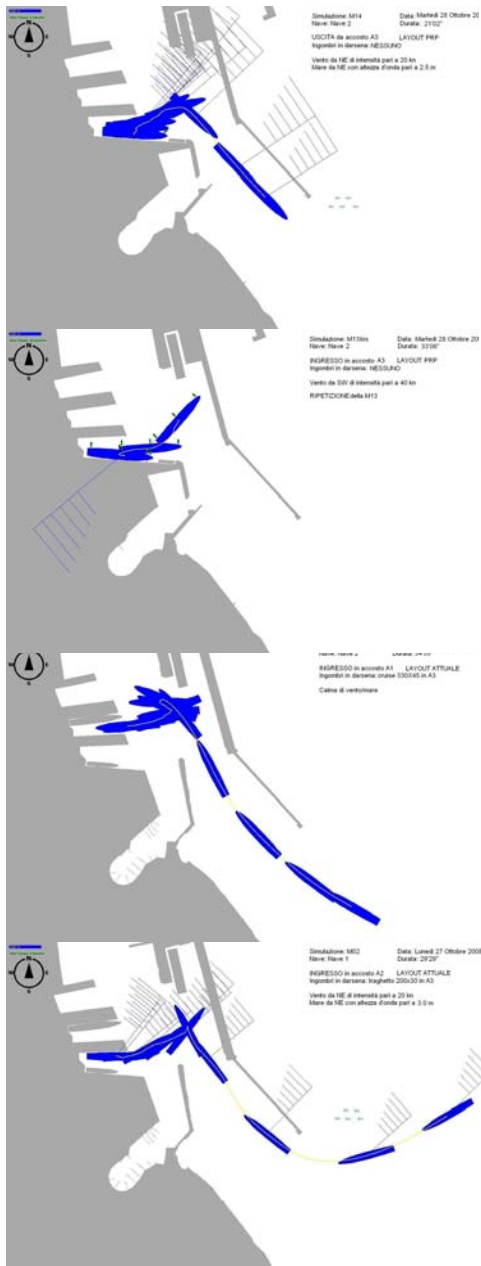 N
S
Simulazione: M14 Data: Martedì 28 Ottobre 20
Nave: Nave 2 Durata: 21'02"
USCITA da accosto A3 LAYOUT PRP
Ingombri in darsena: NESSUNO
Vento da NE di intensità pari a 20 kn
Mare da NE con altezza d'onda pari a 2.5 m
N
S
Simulazione: M13bis Data: Martedì 28 Ottobre 20
Nave: Nave 2 Durata: 33'06"
INGRESSO in accosto A3 LAYOUT PRP
Ingombri in darsena: NESSUNO
Vento da SW di intensità pari a 40 kn
RIPETIZIONE della M13
N
S
INGRESSO in accosto A1 LAYOUT ATTUALE
Ingombri in darsena: cruise 330X45 in A3
Calma di vento/mare
N
S
Simulazione: M02 Data: Lunedì 27 Ottobre 2008
Nave: Nave 1 Durata: 29'29"
INGRESSO in accosto A2 LAYOUT ATTUALE
Ingombri in darsena: traghetto 200x30 in A3
Vento da NE di intensità pari a 20 kn
Mare da NE con altezza d'onda pari a 3.0 m